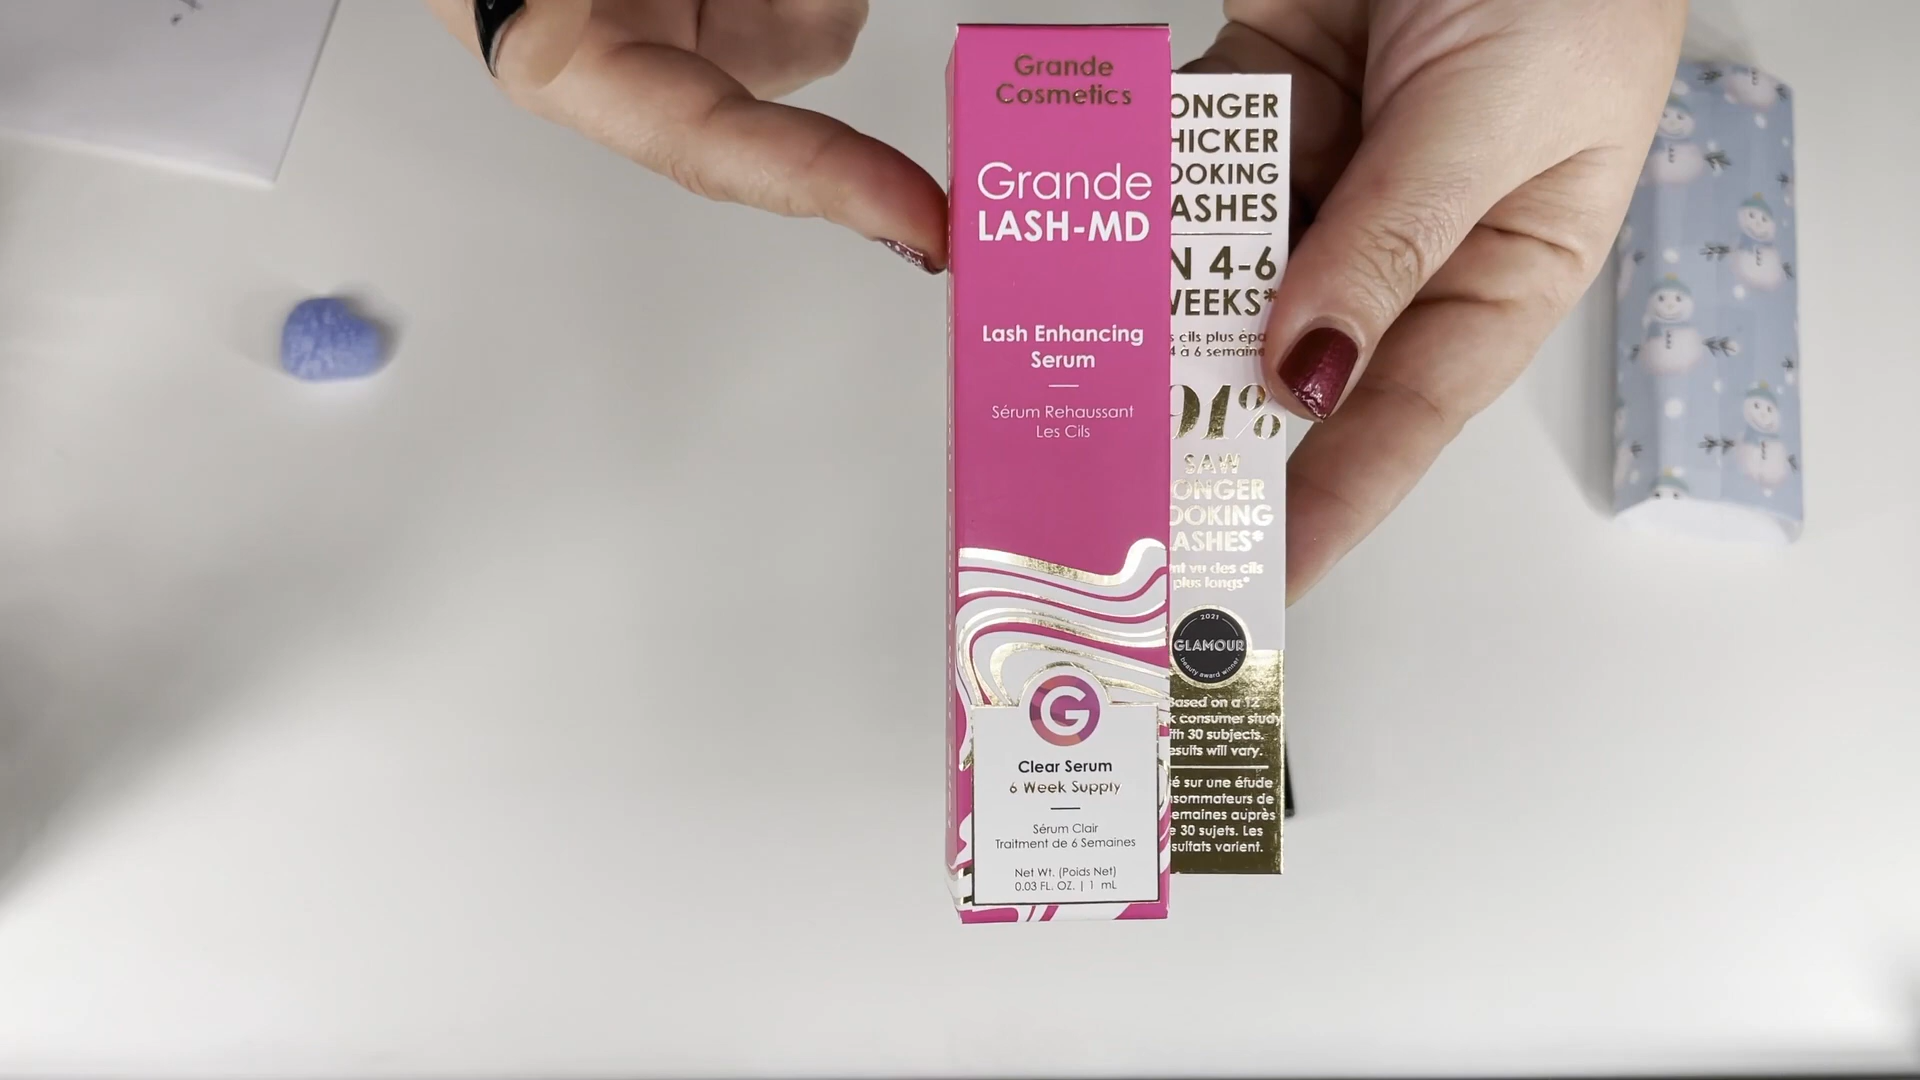 Grande
Cosmetics
Grande
LASH-MD
Lash Enhancing
Serum
Sérum Rehaussant
Les Cils
G
Clear Serum
6 Week Supply
Sérum Clair
Traitment de 6 Semaines
Net Wt. (Poids Net)
0.03 FL. OZ. | 1 mL
ONGER
HICKER
OOKING
ASHES
N 4-6
WEEKS*
s cils plus épa
4 à 6 semaine
91%
SAW
ONGER
OOKING
ASHES*
nt vu des cils
plus longs*
2021
GLAMOUR
beauty award winner
Based on a 12
k consumer study
th 30 subjects.
esults will vary.
é sur une étude
nsommateurs de
emaines auprès
e 30 sujets. Les
sultats varient.